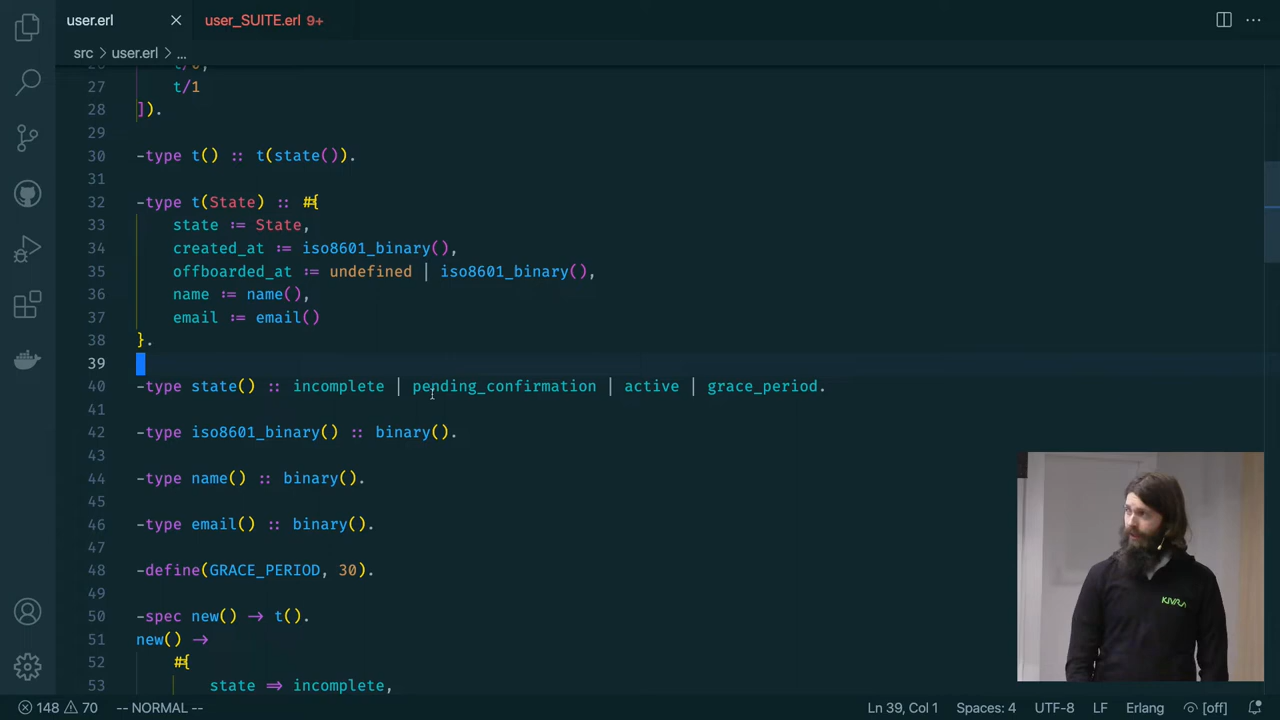 user.erl
user_SUITE.erl 9+
src > user.erl > ...
27 t/1
28 ]).
29
30 -type t() :: t(state()).
31
32 -type t(State) :: #{
33 state := State,
34 created_at := iso8601_binary(),
35 offboarded_at := undefined | iso8601_binary(),
36 name := name(),
37 email := email()
38 }.
39
40 -type state() :: incomplete | pending_confirmation | active | grace_period.
41
42 -type iso8601_binary() :: binary().
43
44 -type name() :: binary().
45
46 -type email() :: binary().
47
48 -define(GRACE_PERIOD, 30).
49
50 -spec new() -> t().
51 new() ->
52 #{
53 state => incomplete,
KIVRA
148 70 -- NORMAL -- Ln 39, Col 1 Spaces: 4 UTF-8 LF Erlang [off]